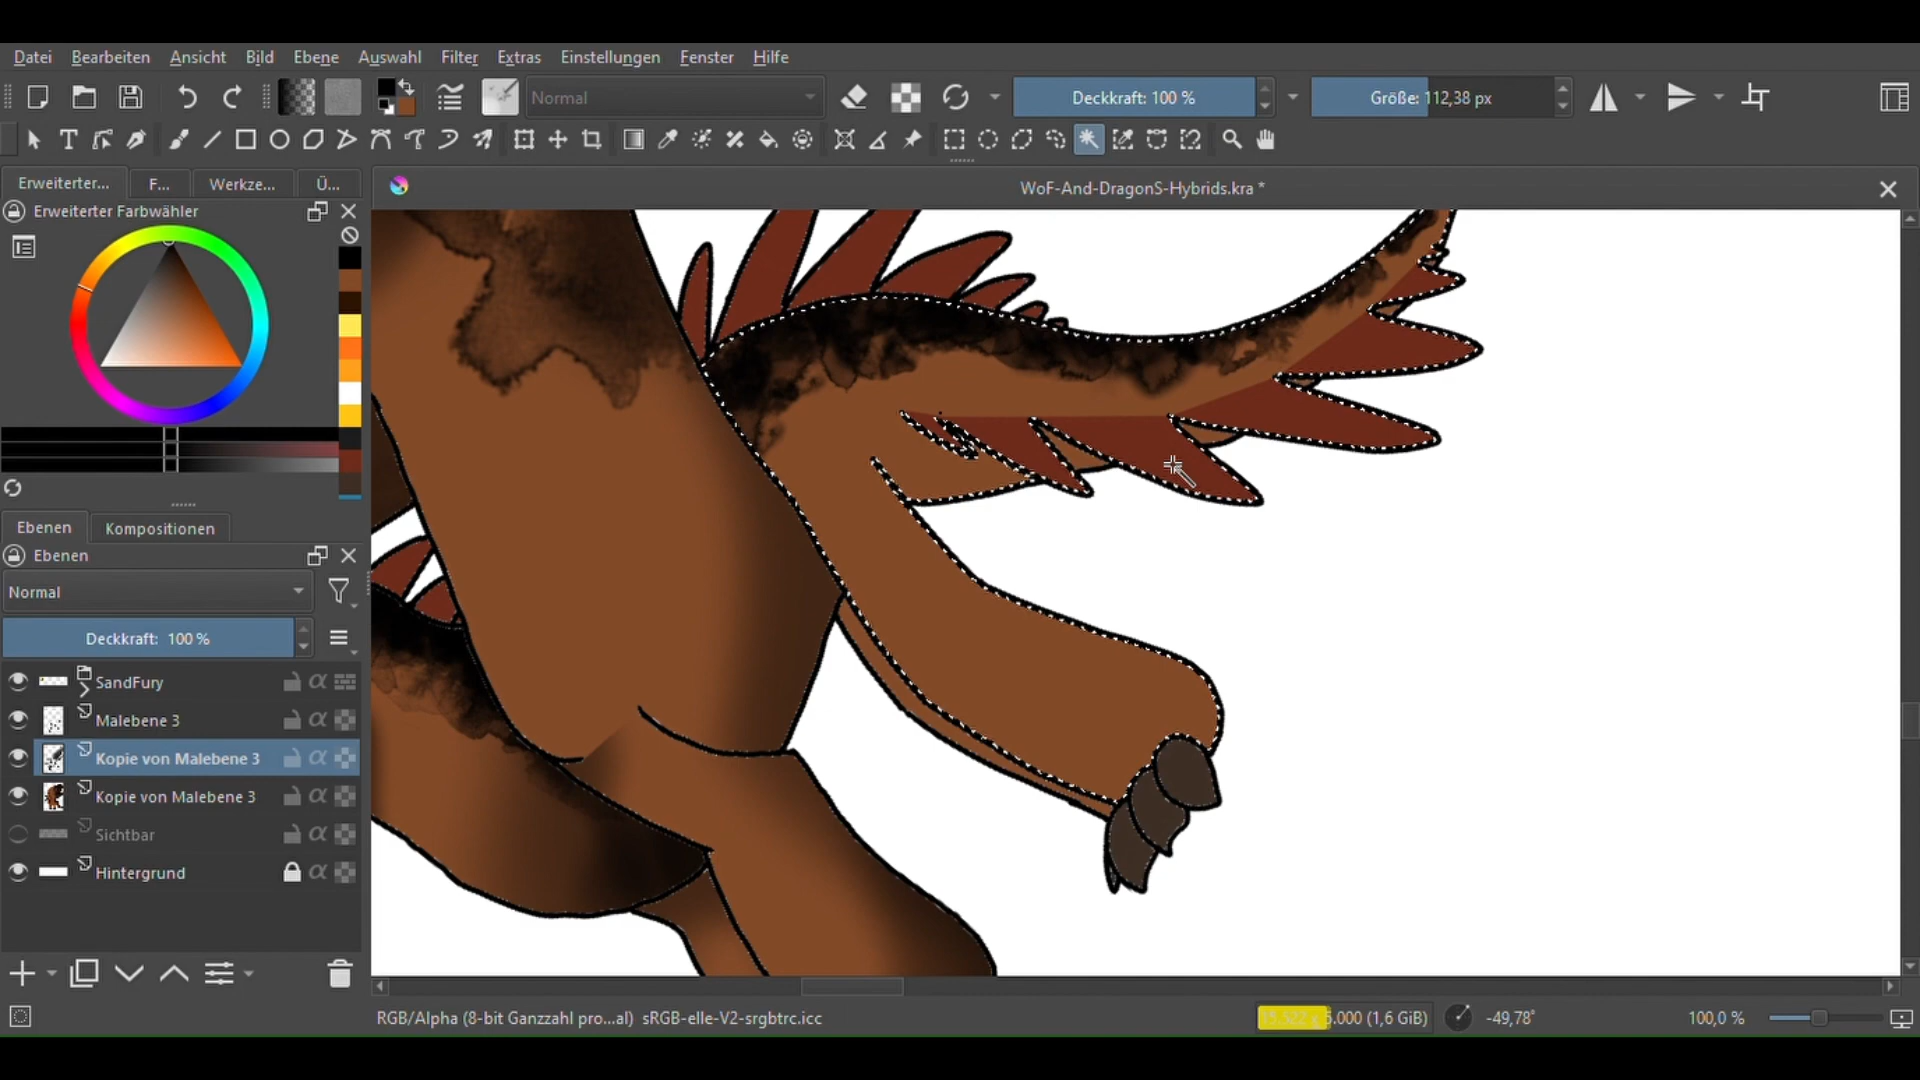 Datei Bearbeiten Ansicht Bild Ebene Auswahl Filter Extras Einstellungen Fenster Hilfe
Normal Deckkraft: 100 % Größe: 112,38 px
Erweiterter... F... Werkze... Ü...
WoF-And-DragonS-Hybrids.kra *
Erweiterter Farbwähler
Ebenen Kompositionen
Ebenen
Normal
Deckkraft: 100 %
SandFury
Malebene 3
Kopie von Malebene 3
Kopie von Malebene 3
Sichtbar
Hintergrund
RGB/Alpha (8-bit Ganzzahl pro...al) sRGB-elle-V2-srgbtrc.icc
5.000 (1,6 GiB) -49,78° 100,0 %